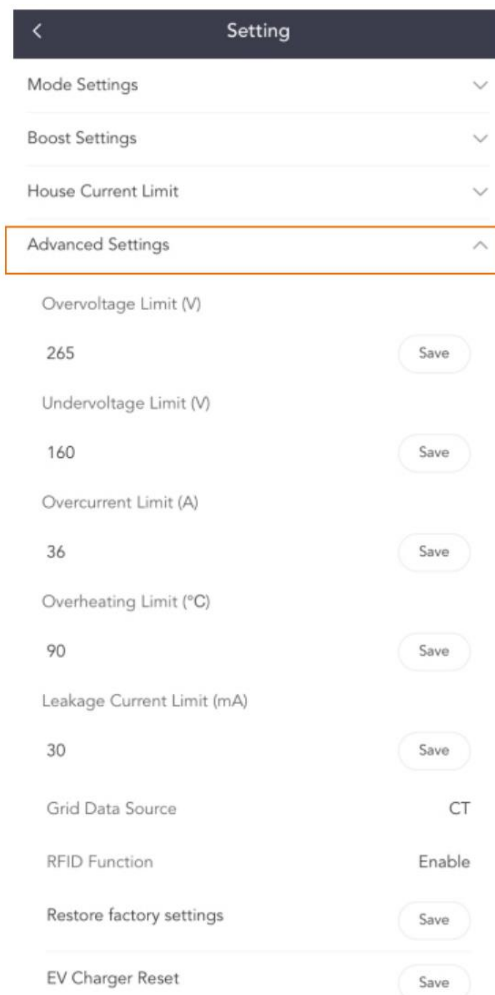 Setting
Mode Settings
Boost Settings
House Current Limit
Advanced Settings
Overvoltage Limit (V)
265 Save
Undervoltage Limit (V)
160 Save
Overcurrent Limit (A)
36 Save
Overheating Limit (°C)
90 Save
Leakage Current Limit (mA)
30 Save
Grid Data Source CT
RFID Function Enable
Restore factory settings Save
EV Charger Reset Save